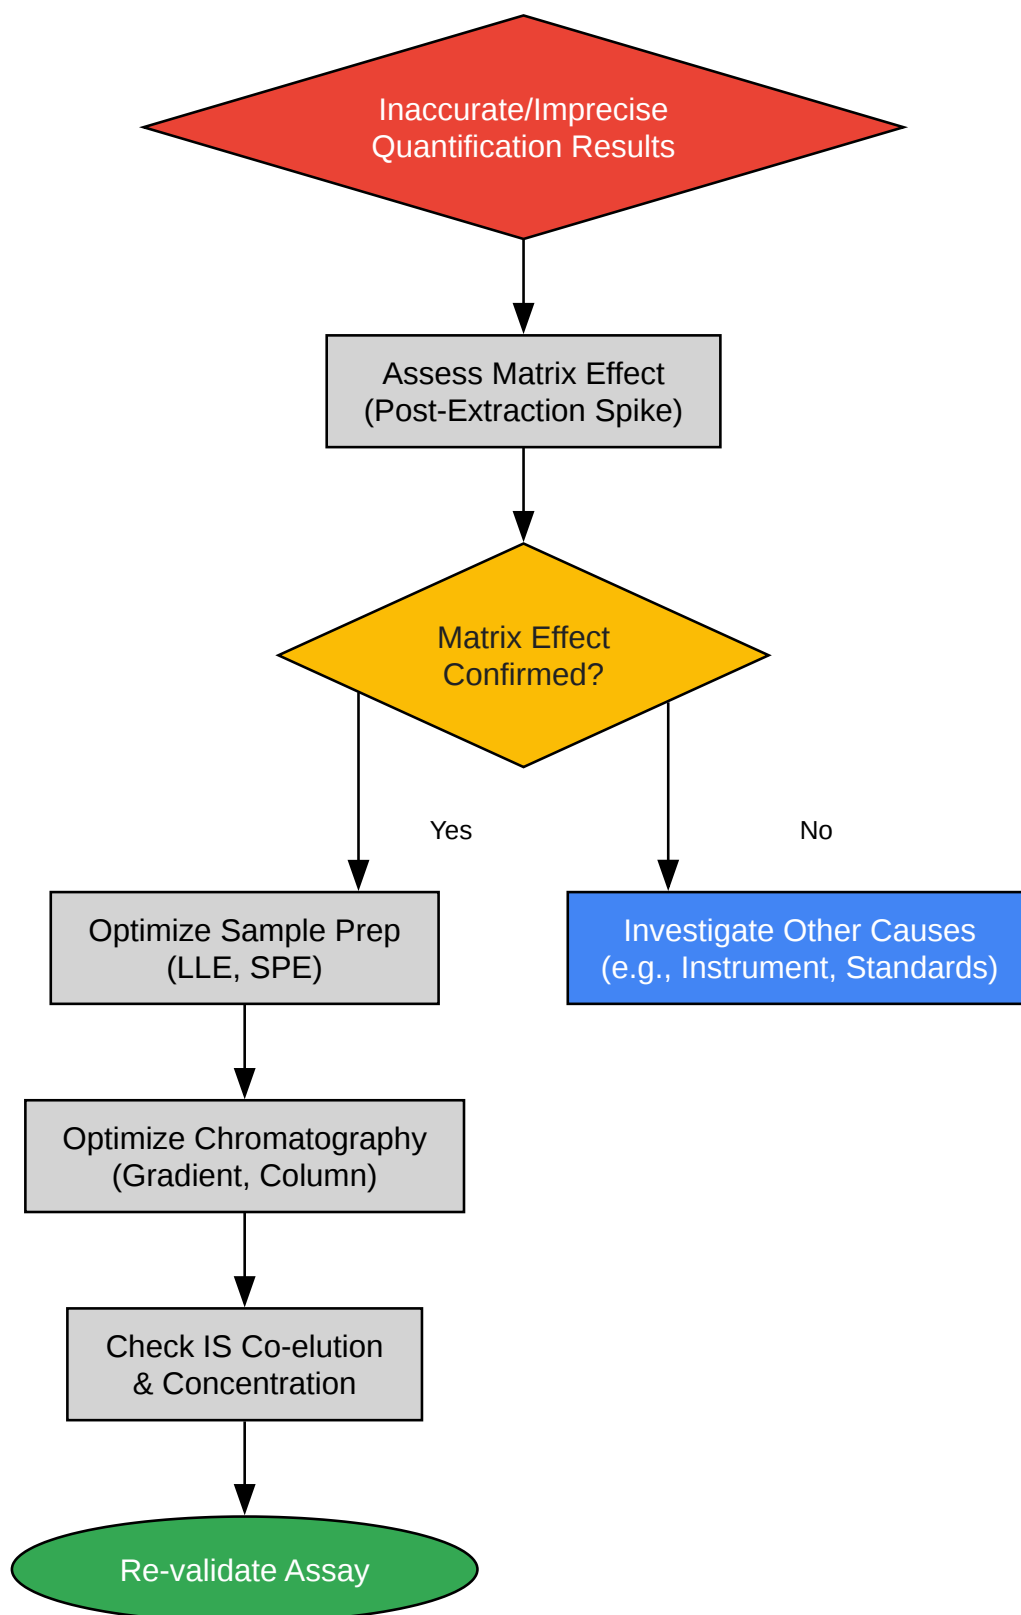 Inaccurate/Imprecise
Quantification Results
Assess Matrix Effect
(Post-Extraction Spike)
Matrix Effect
Confirmed?
Yes
No
Optimize Sample Prep
(LLE, SPE)
Investigate Other Causes
(e.g., Instrument, Standards)
Optimize Chromatography
(Gradient, Column)
Check IS Co-elution
& Concentration
Re-validate Assay